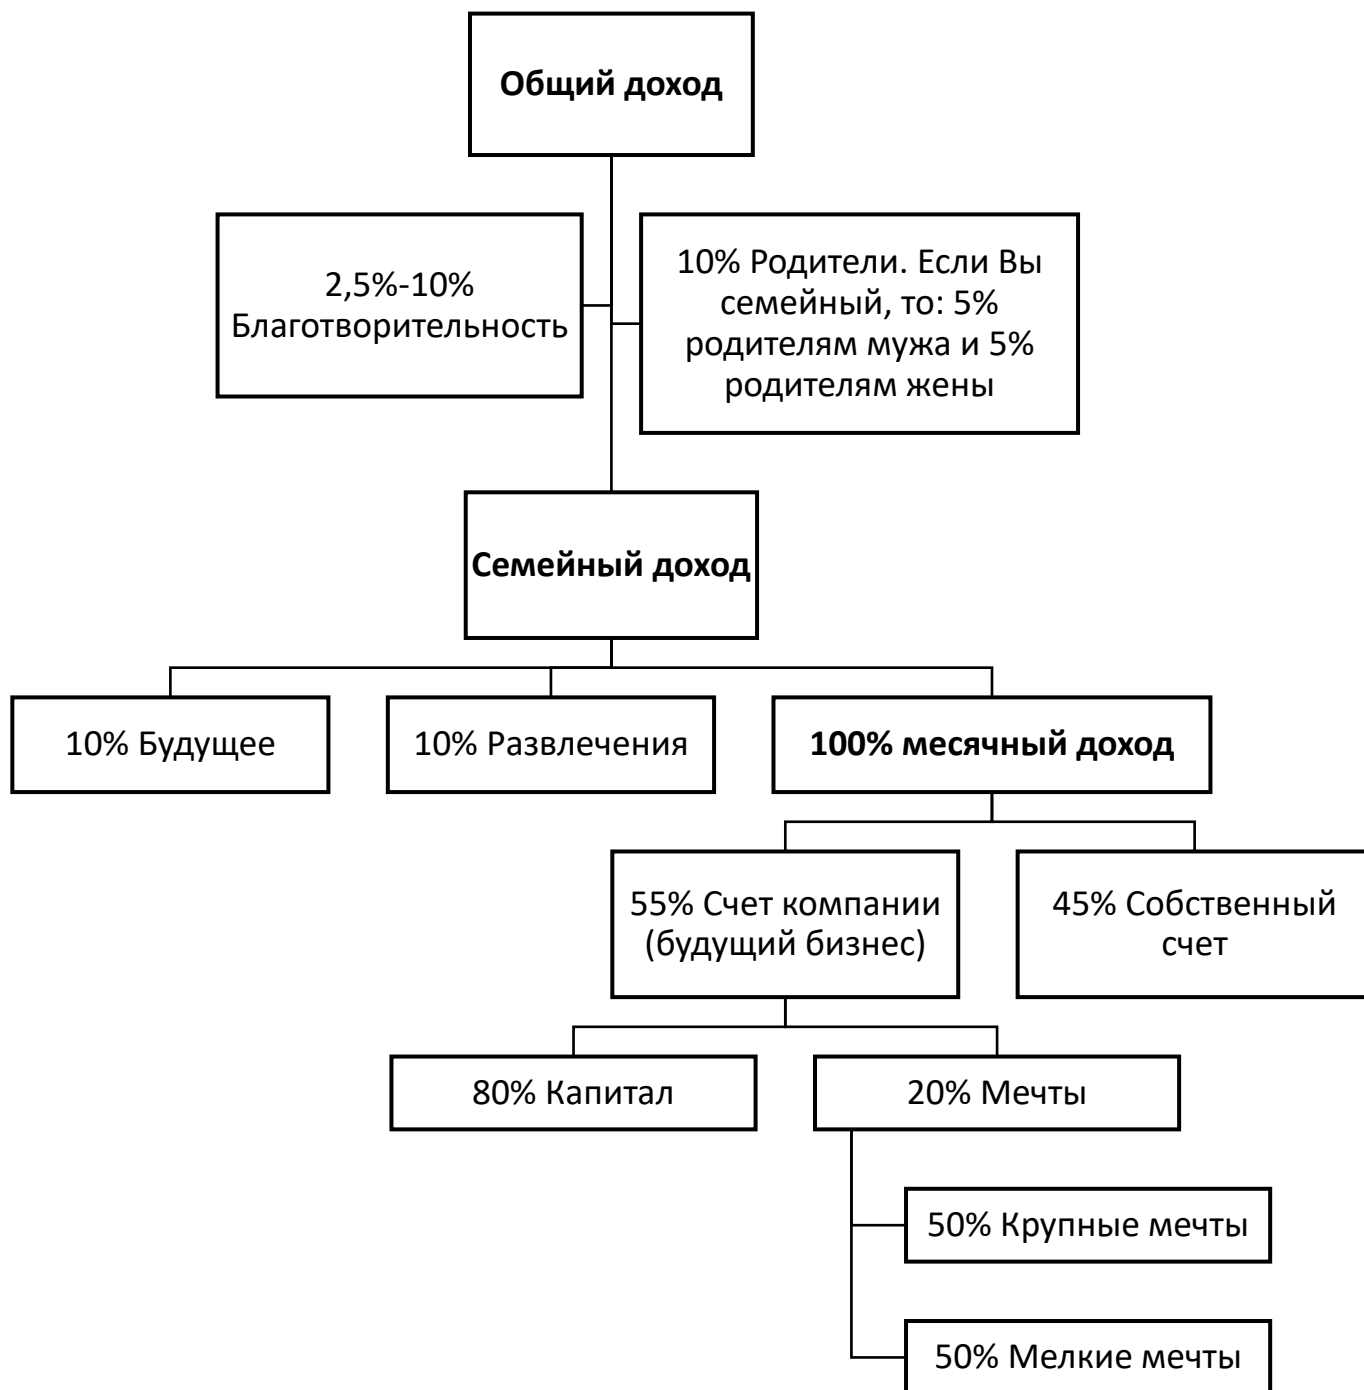 Общий доход
2,5%-10%
Благотворительность
10% Родители. Если Вы
семейный, то: 5%
родителям мужа и 5%
родителям жены
Семейный доход
10% Будущее
10% Развлечения
100% месячный доход
55% Счет компании
(будущий бизнес)
45% Собственный
счет
80% Капитал
20% Мечты
50% Крупные мечты
50% Мелкие мечты